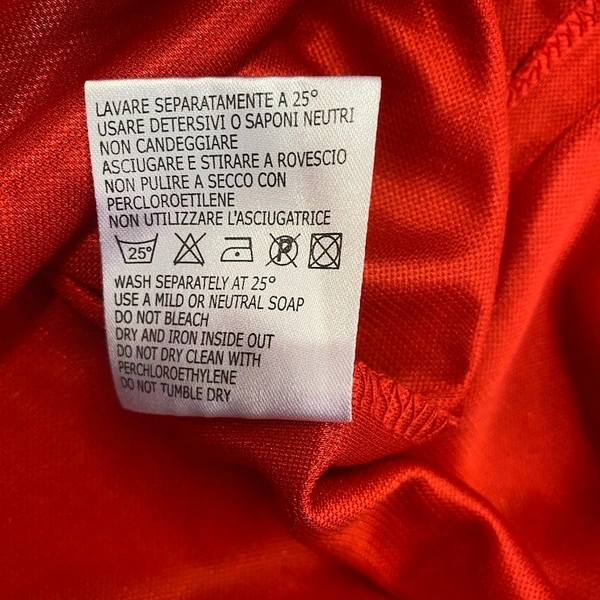 LAVARE SEPARATAMENTE A 25°
USARE DETERSIVI O SAPONI NEUTRI
NON CANDEGGIARE
ASCIUGARE E STIRARE A ROVESCIO
NON PULIRE A SECCO CON
PERCLOROETILENE
NON UTILIZZARE L'ASCIUGATRICE
25° P
WASH SEPARATELY AT 25°
USE A MILD OR NEUTRAL SOAP
DO NOT BLEACH
DRY AND IRON INSIDE OUT
DO NOT DRY CLEAN WITH
PERCHLOROETHYLENE
DO NOT TUMBLE DRY